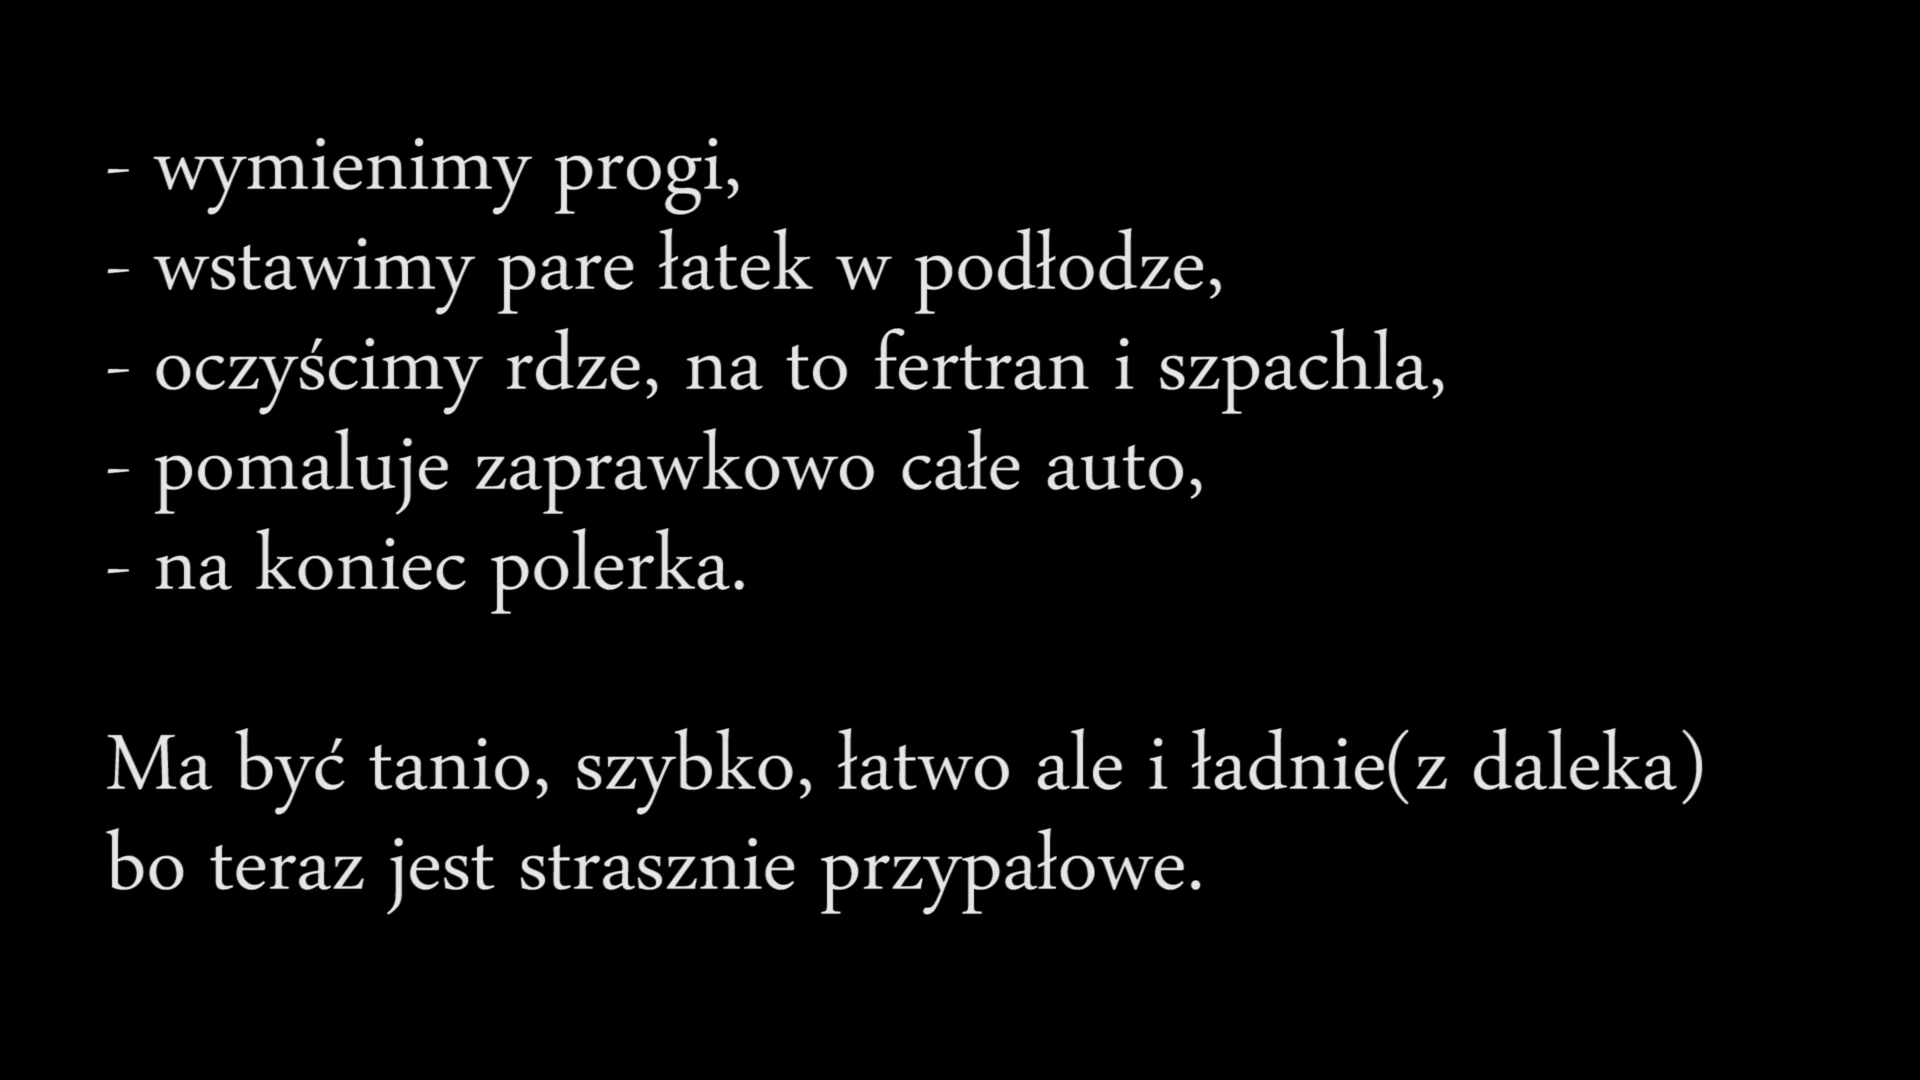 - wymienimy progi,
- wstawimy pare łatek w podłodze,
- oczyścimy rdze, na to fertran i szpachla,
- pomaluje zaprawkowo całe auto,
- na koniec polerka.
Ma być tanio, szybko, łatwo ale i ładnie(z daleka)
bo teraz jest strasznie przypałowe.